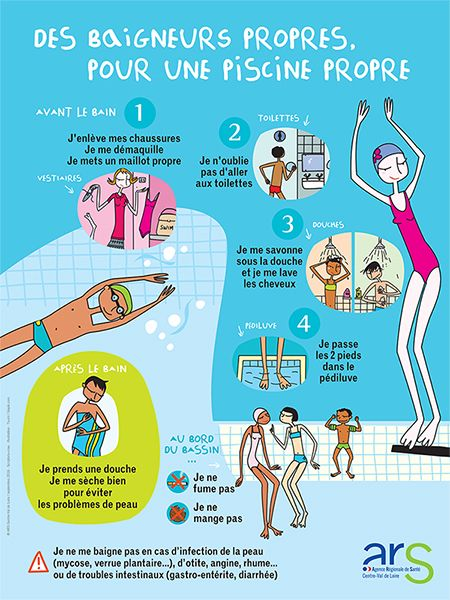 DES BAIGNEURS PROPRES,
POUR UNE PISCINE PROPRE
AVANT LE BAIN
1
J'enlève mes chaussures
Je me démaquille
Je mets un maillot propre
VESTIAIRES
SWIM
2
TOILETTES
Je n'oublie
pas d'aller
aux toilettes
3
DOUCHES
Je me savonne
sous la douche
et je me lave
les cheveux
4
PÉDILUVE
Je passe
les 2 pieds
dans le
pédiluve
APRÈS LE BAIN
Je prends une douche
Je me sèche bien
pour éviter
les problèmes de peau
AU BORD
DU BASSIN ...
Je ne
fume pas
Je ne
mange pas
Je ne me baigne pas en cas d'infection de la peau
(mycose, verrue plantaire...), d'otite, angine, rhume...
ou de troubles intestinaux (gastro-entérite, diarrhée)
ars
Agence Régionale de Santé
Centre-Val de Loire